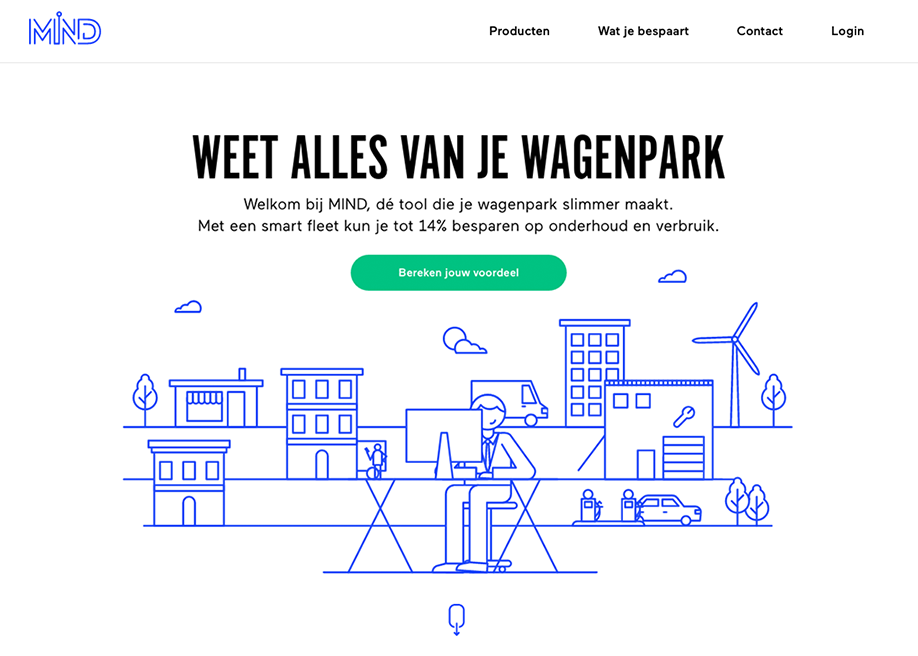 MIND
Producten
Wat je bespaart
Contact
Login
WEET ALLES VAN JE WAGENPARK
Welkom bij MIND, dé tool die je wagenpark slimmer maakt.
Met een smart fleet kun je tot 14% besparen op onderhoud en verbruik.
Bereken jouw voordeel